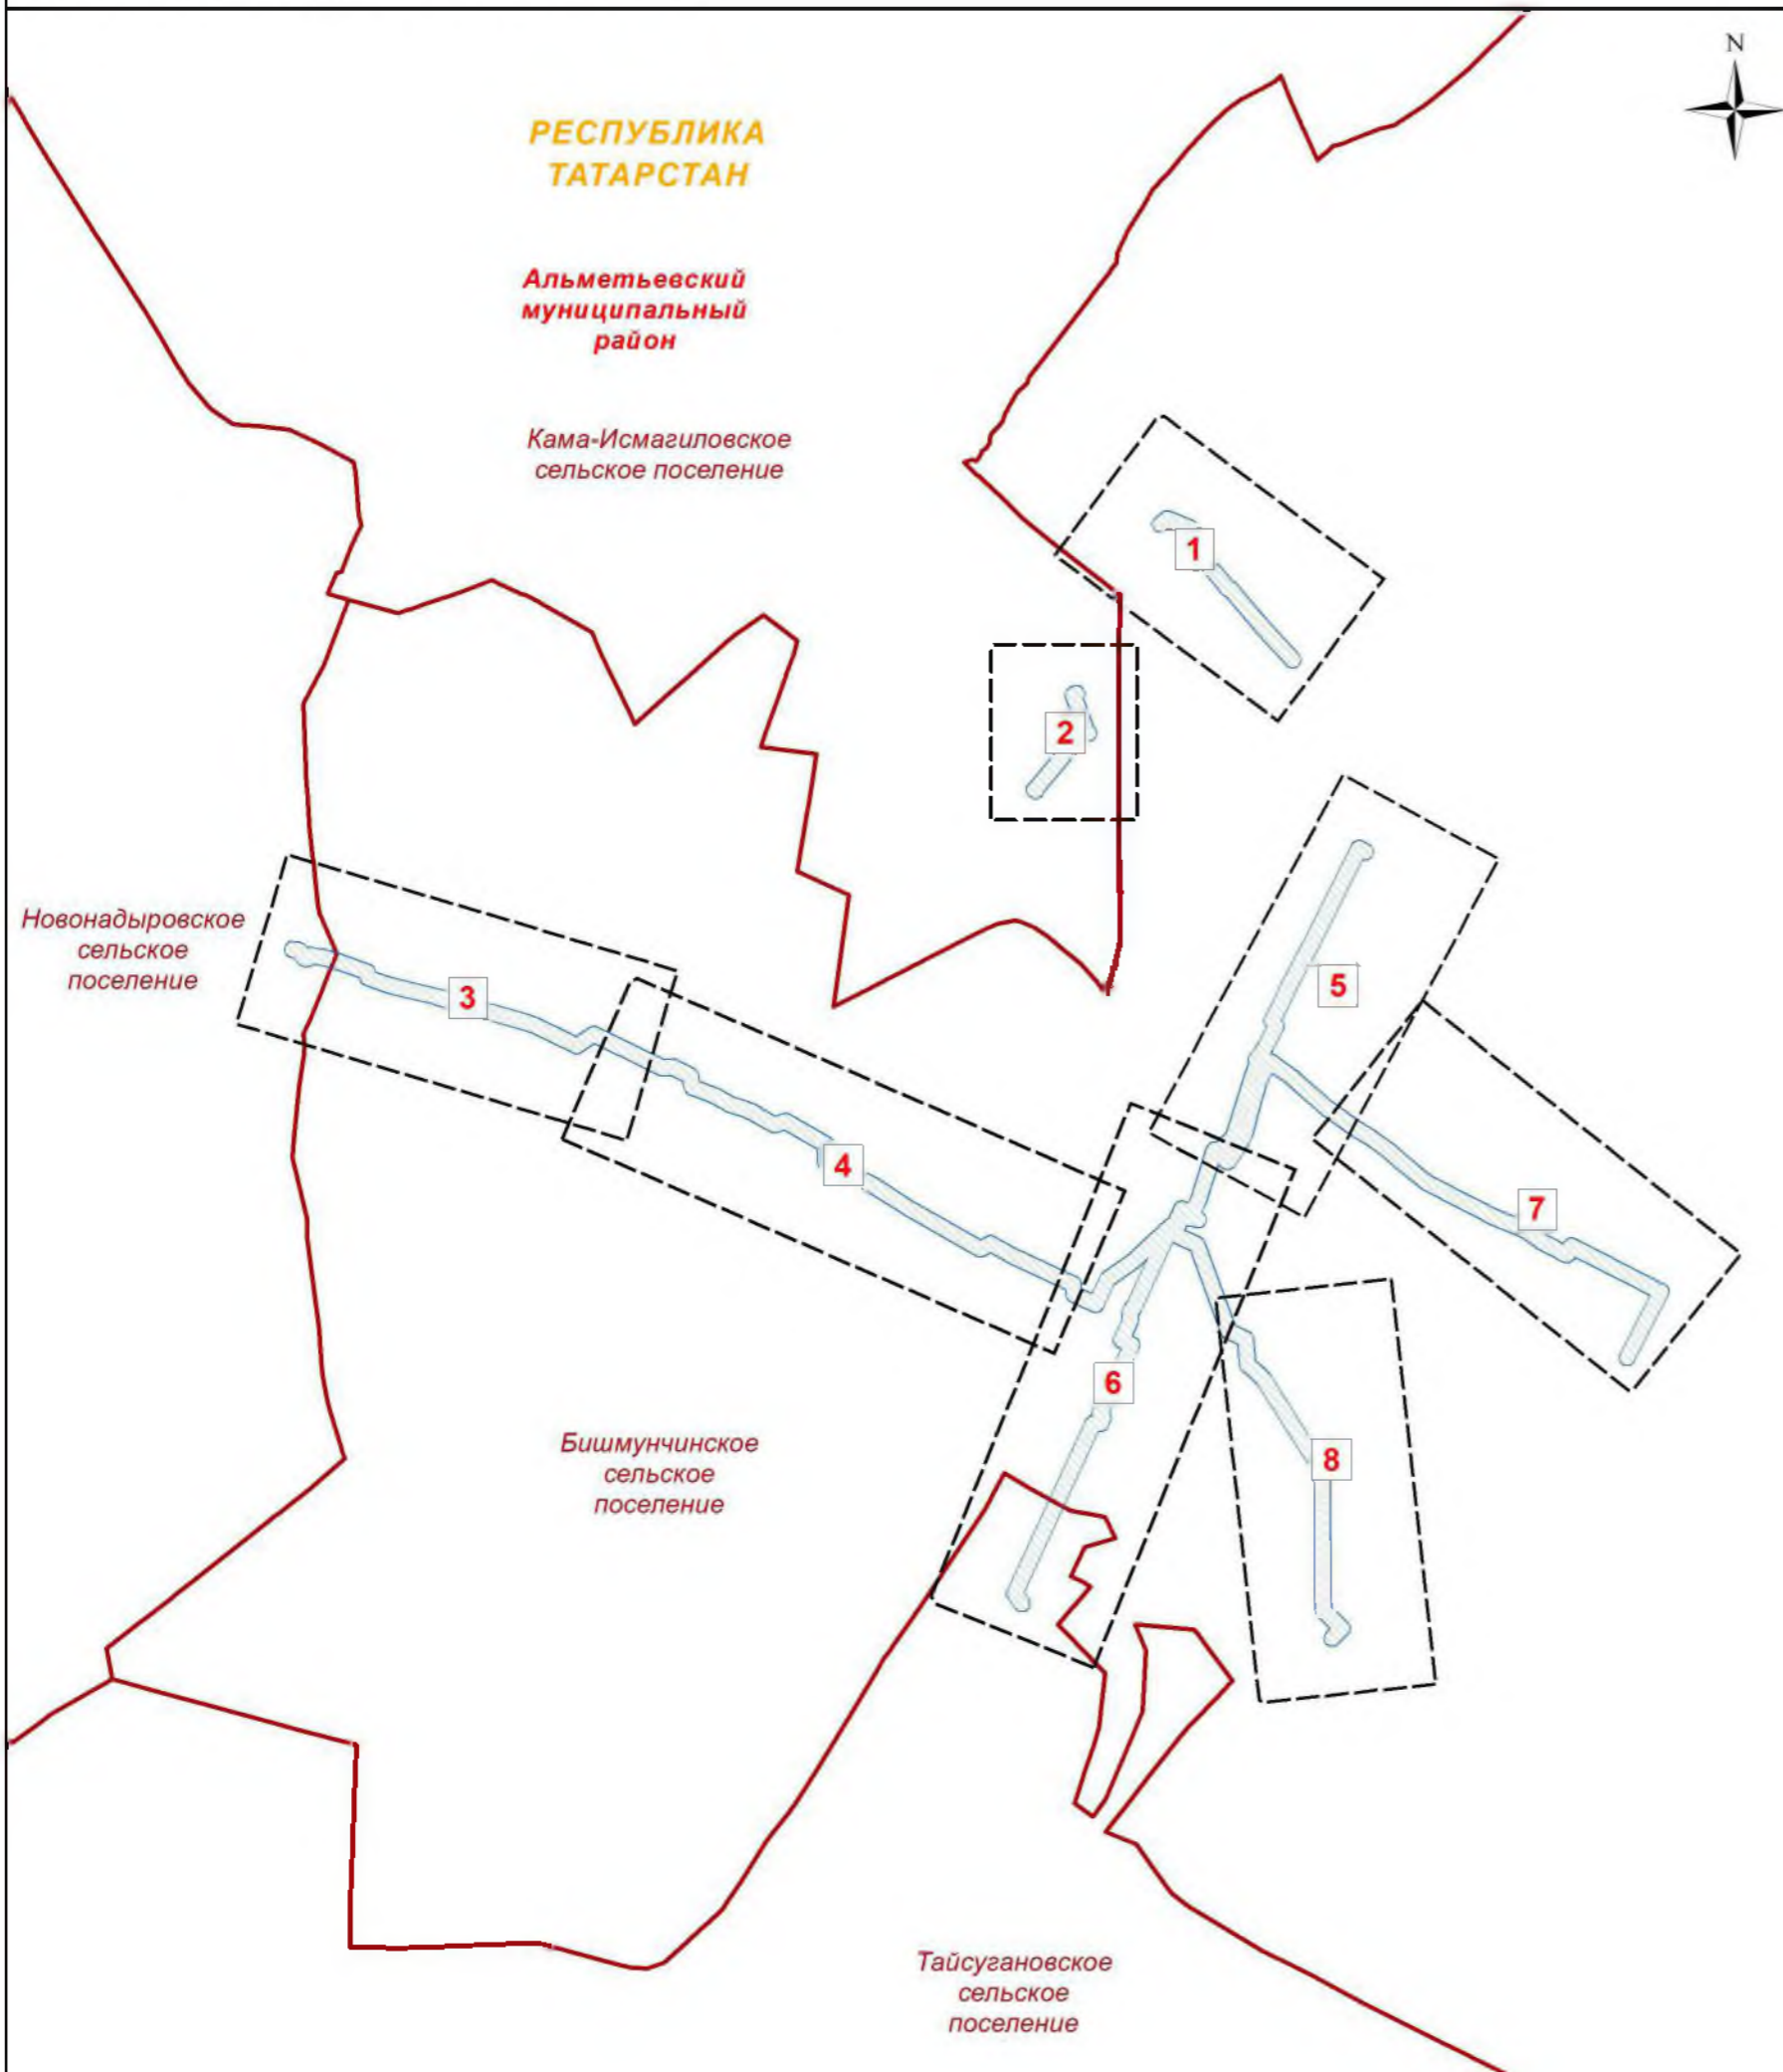 N
РЕСПУБЛИКА
ТАТАРСТАН
Альметьевский
муниципальный
район
Кама-Исмагиловское
сельское поселение
1
2
Новонадыровское
сельское
поселение
3
5
4
7
6
Бишмунчинское
сельское
поселение
8
Тайсугановское
сельское
поселение